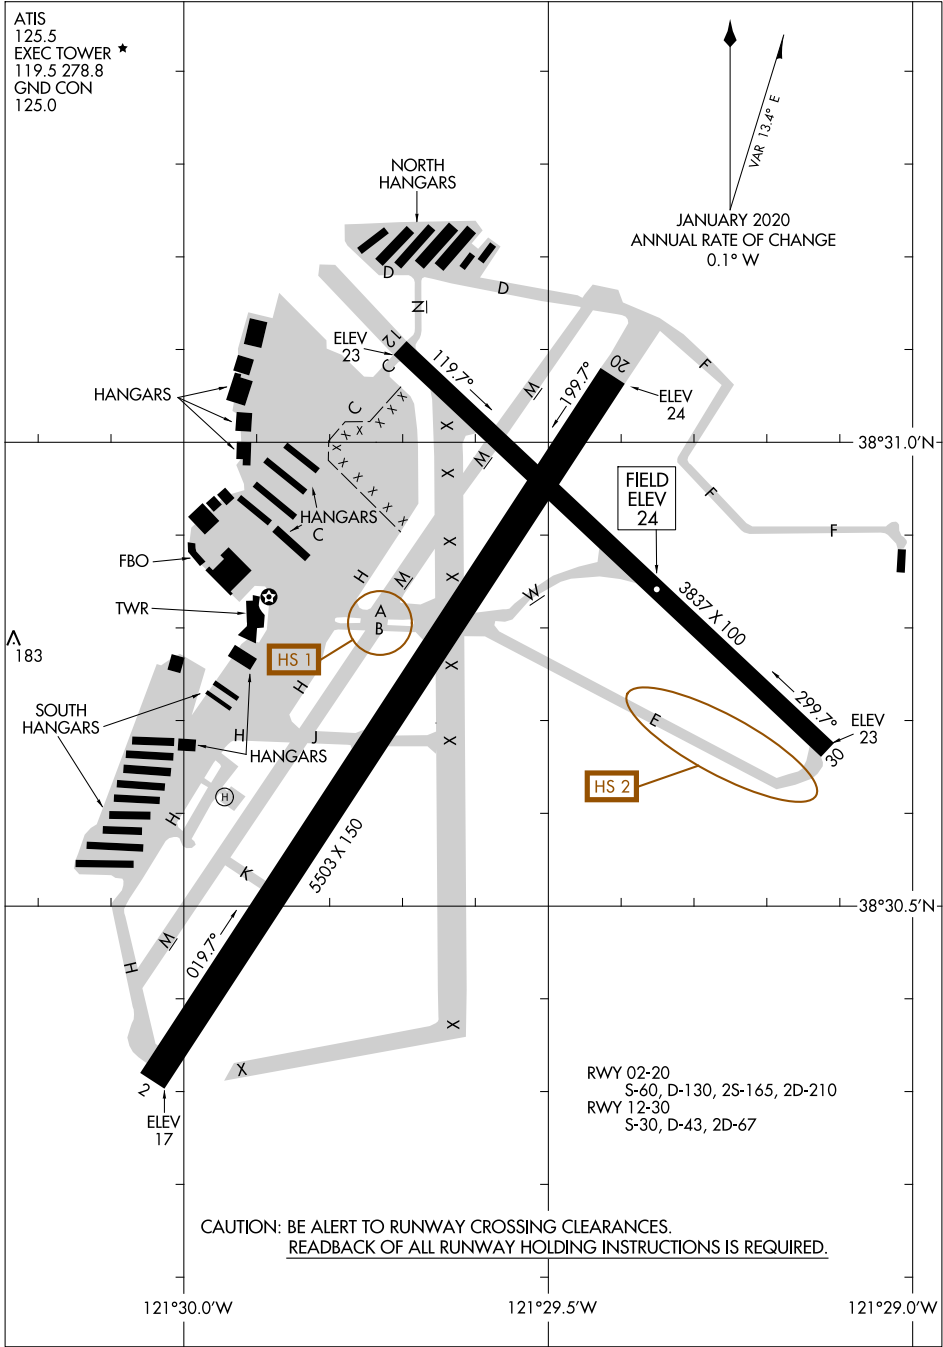 ATIS
125.5
EXEC TOWER ★
119.5 278.8
GND CON
125.0
VAR 13.4° E
JANUARY 2020
ANNUAL RATE OF CHANGE
0.1° W
NORTH
HANGARS
D
D
N
12
ELEV
23
C
119.7°
M
199.7°
20
F
ELEV
24
HANGARS
C
X X X X X X X X X X X X X
X
M
38°31.0'N
X
FIELD
ELEV
24
F
F
HANGARS
C
X
FBO
H
M
X
W
3837 X 100
TWR
A
B
HS 1
183
X
H
299.7°
SOUTH
HANGARS
E
ELEV
23
H
J
X
30
HANGARS
HS 2
H
H
5503 X 150
K
38°30.5'N
M
019.7°
H
X
X
2
ELEV
17
RWY 02-20
S-60, D-130, 2S-165, 2D-210
RWY 12-30
S-30, D-43, 2D-67
CAUTION: BE ALERT TO RUNWAY CROSSING CLEARANCES.
READBACK OF ALL RUNWAY HOLDING INSTRUCTIONS IS REQUIRED.
121°30.0'W
121°29.5'W
121°29.0'W